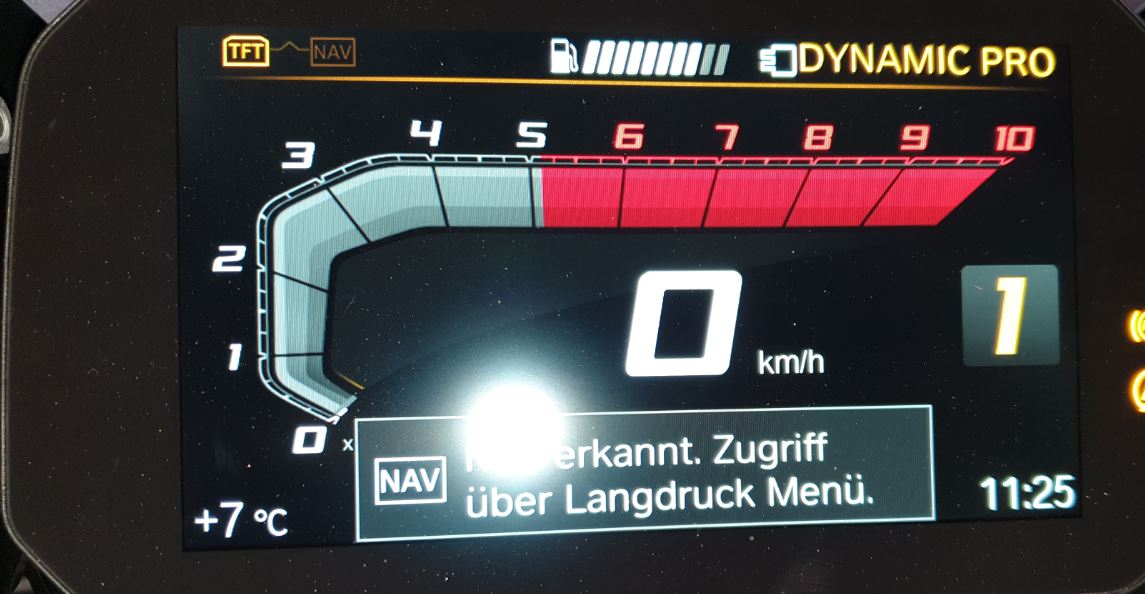 TFT NAV DYNAMIC PRO
3 4 5 6 7 8 9 10
2
1
0 x
0 km/h
1
NAV
erkannt. Zugriff
über Langdruck Menü.
+7 °C
11:25